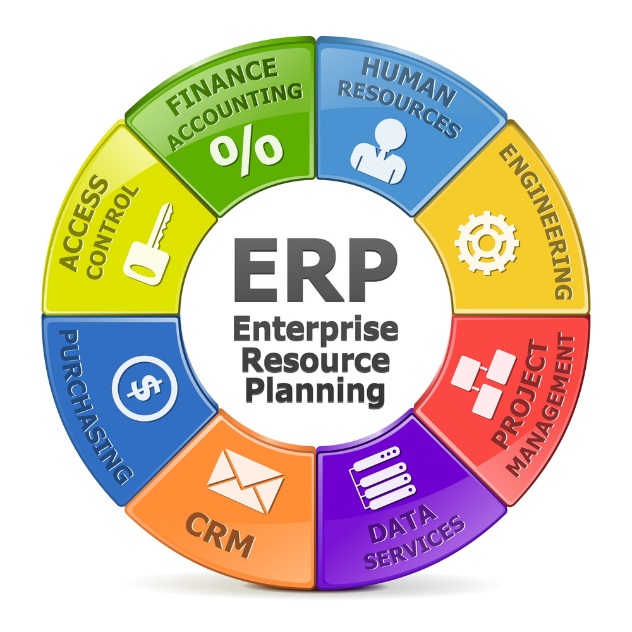 FINANCE
ACCOUNTING
%
HUMAN
RESOURCES
ENGINEERING
PROJECT
MANAGEMENT
DATA
SERVICES
CRM
PURCHASING
$
ACCESS
CONTROL
ERP
Enterprise
Resource
Planning